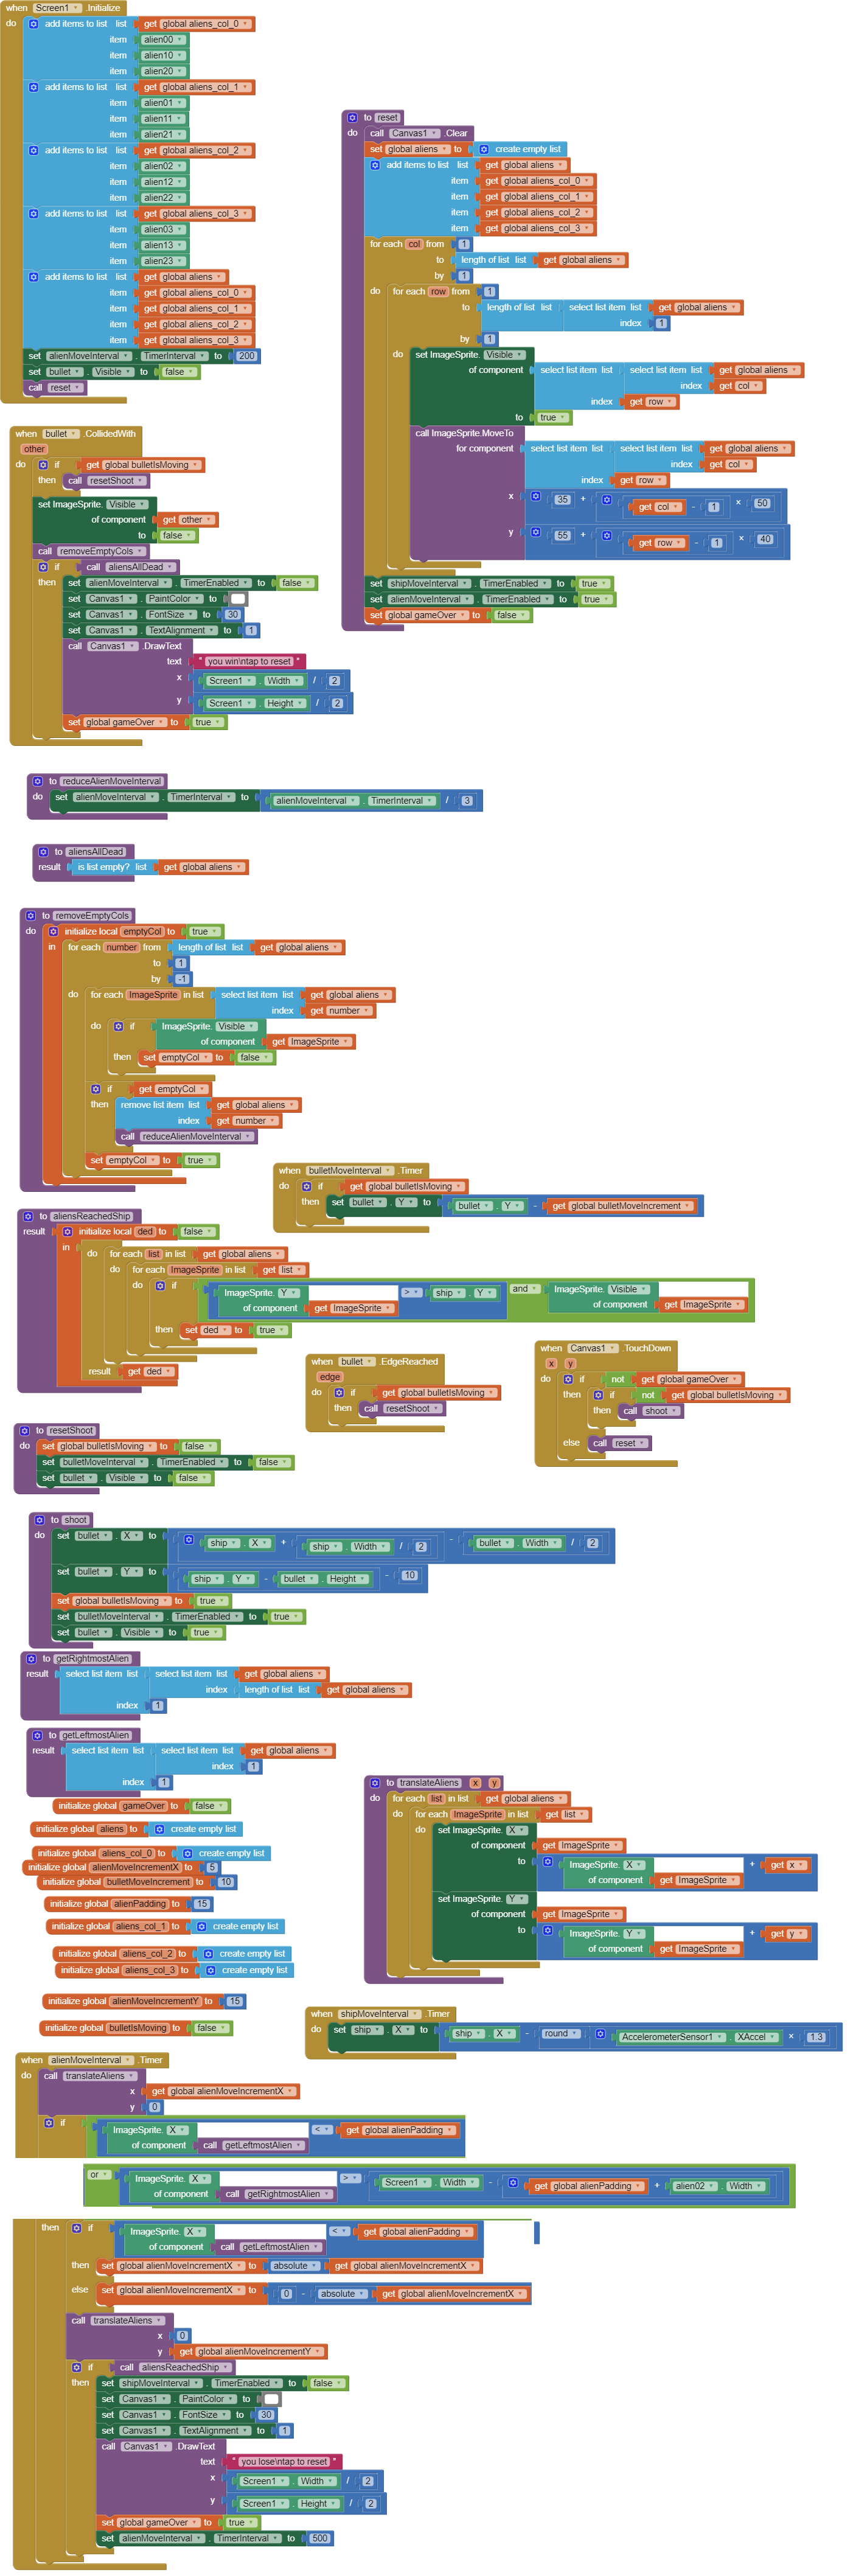 when Screen1 .Initialize
do add items to list list get global aliens_col_0
item alien00
item alien10
item alien20
add items to list list get global aliens_col_1
item alien01
item alien11
item alien21
add items to list list get global aliens_col_2
item alien02
item alien12
item alien22
add items to list list get global aliens_col_3
item alien03
item alien13
item alien23
add items to list list get global aliens
item get global aliens_col_0
item get global aliens_col_1
item get global aliens_col_2
item get global aliens_col_3
set alienMoveInterval . TimerInterval to 200
set bullet . Visible to false
call reset
to reset
do call Canvas1 .Clear
set global aliens to create empty list
add items to list list get global aliens
item get global aliens_col_0
item get global aliens_col_1
item get global aliens_col_2
item get global aliens_col_3
for each col from 1
to length of list list get global aliens
by 1
do for each row from 1
to length of list list select list item list get global aliens
index 1
by 1
do set ImageSprite. Visible
of component select list item list select list item list get global aliens
index get col
index get row
to true
call ImageSprite.MoveTo
for component select list item list select list item list get global aliens
index get col
index get row
x 35 + get col - 1 × 50
y 55 + get row - 1 × 40
set shipMoveInterval . TimerEnabled to true
set alienMoveInterval . TimerEnabled to true
set global gameOver to false
when bullet .CollidedWith
other
do if get global bulletIsMoving
then call resetShoot
set ImageSprite. Visible
of component get other
to false
call removeEmptyCols
if call aliensAllDead
then set alienMoveInterval . TimerEnabled to false
set Canvas1 . PaintColor to
set Canvas1 . FontSize to 30
set Canvas1 . TextAlignment to 1
call Canvas1 .DrawText
text " you win\ntap to reset "
x Screen1 . Width / 2
y Screen1 . Height / 2
set global gameOver to true
to reduceAlienMoveInterval
do set alienMoveInterval . TimerInterval to alienMoveInterval . TimerInterval / 3
to aliensAllDead
result is list empty? list get global aliens
to removeEmptyCols
do initialize local emptyCol to true
in for each number from length of list list get global aliens
to 1
by -1
do for each ImageSprite in list select list item list get global aliens
index get number
do if ImageSprite. Visible
of component get ImageSprite
then set emptyCol to false
if get emptyCol
then remove list item list get global aliens
index get number
call reduceAlienMoveInterval
set emptyCol to true
when bulletMoveInterval .Timer
do if get global bulletIsMoving
then set bullet . Y to bullet . Y - get global bulletMoveIncrement
to aliensReachedShip
result initialize local ded to false
in do for each list in list get global aliens
do for each ImageSprite in list get list
do if ImageSprite. Y of component get ImageSprite > ship . Y and ImageSprite. Visible of component get ImageSprite
then set ded to true
result get ded
when bullet .EdgeReached
edge
do if get global bulletIsMoving
then call resetShoot
when Canvas1 .TouchDown
x y
do if not get global gameOver
then if not get global bulletIsMoving
then call shoot
else call reset
to resetShoot
do set global bulletIsMoving to false
set bulletMoveInterval . TimerEnabled to false
set bullet . Visible to false
to shoot
do set bullet . X to ship . X + ship . Width / 2 - bullet . Width / 2
set bullet . Y to ship . Y - bullet . Height - 10
set global bulletIsMoving to true
set bulletMoveInterval . TimerEnabled to true
set bullet . Visible to true
to getRightmostAlien
result select list item list select list item list get global aliens
index length of list list get global aliens
index 1
to getLeftmostAlien
result select list item list select list item list get global aliens
index 1
index 1
initialize global gameOver to false
initialize global aliens to create empty list
initialize global aliens_col_0 to create empty list
initialize global alienMoveIncrementX to 5
initialize global bulletMoveIncrement to 10
initialize global alienPadding to 15
initialize global aliens_col_1 to create empty list
initialize global aliens_col_2 to create empty list
initialize global aliens_col_3 to create empty list
initialize global alienMoveIncrementY to 15
initialize global bulletIsMoving to false
to translateAliens x y
do for each list in list get global aliens
do for each ImageSprite in list get list
do set ImageSprite. X
of component get ImageSprite
to ImageSprite. X of component get ImageSprite + get x
set ImageSprite. Y
of component get ImageSprite
to ImageSprite. Y of component get ImageSprite + get y
when shipMoveInterval .Timer
do set ship . X to ship . X - round AccelerometerSensor1 . XAccel × 1.3
when alienMoveInterval .Timer
do call translateAliens
x get global alienMoveIncrementX
y 0
if ImageSprite. X of component call getLeftmostAlien < get global alienPadding
or ImageSprite. X of component call getRightmostAlien > Screen1 . Width - get global alienPadding + alien02 . Width
then if ImageSprite. X of component call getLeftmostAlien < get global alienPadding
then set global alienMoveIncrementX to absolute get global alienMoveIncrementX
else set global alienMoveIncrementX to 0 - absolute get global alienMoveIncrementX
call translateAliens
x 0
y get global alienMoveIncrementY
if call aliensReachedShip
then set shipMoveInterval . TimerEnabled to false
set Canvas1 . PaintColor to
set Canvas1 . FontSize to 30
set Canvas1 . TextAlignment to 1
call Canvas1 .DrawText
text " you lose\ntap to reset "
x Screen1 . Width / 2
y Screen1 . Height / 2
set global gameOver to true
set alienMoveInterval . TimerInterval to 500